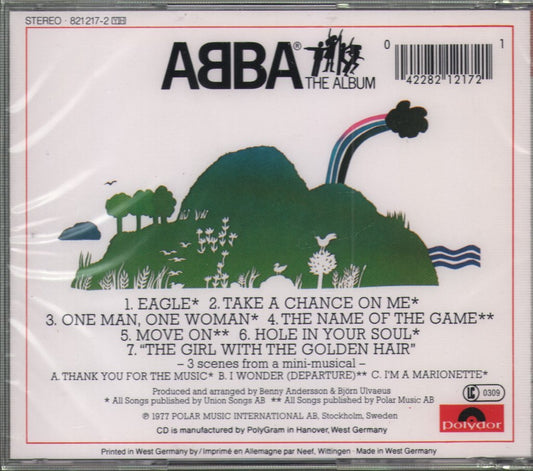 STEREO · 821 217-2 YH
ABBA®
THE ALBUM
0 42282 12172 1
1. EAGLE* 2. TAKE A CHANCE ON ME*
3. ONE MAN, ONE WOMAN* 4. THE NAME OF THE GAME**
5. MOVE ON** 6. HOLE IN YOUR SOUL*
7. "THE GIRL WITH THE GOLDEN HAIR"
– 3 scenes from a mini-musical –
A. THANK YOU FOR THE MUSIC* B. I WONDER (DEPARTURE)** C. I'M A MARIONETTE*
Produced and arranged by Benny Andersson & Björn Ulvaeus
* All Songs published by Union Songs AB ** All Songs published by Polar Music AB
℗ 1977 POLAR MUSIC INTERNATIONAL AB, Stockholm, Sweden
CD is manufactured by PolyGram in Hanover, West Germany
LC 0309
Polydor
Printed in West Germany by / Imprimé en Allemagne par Neef, Wittingen · Made in West Germany